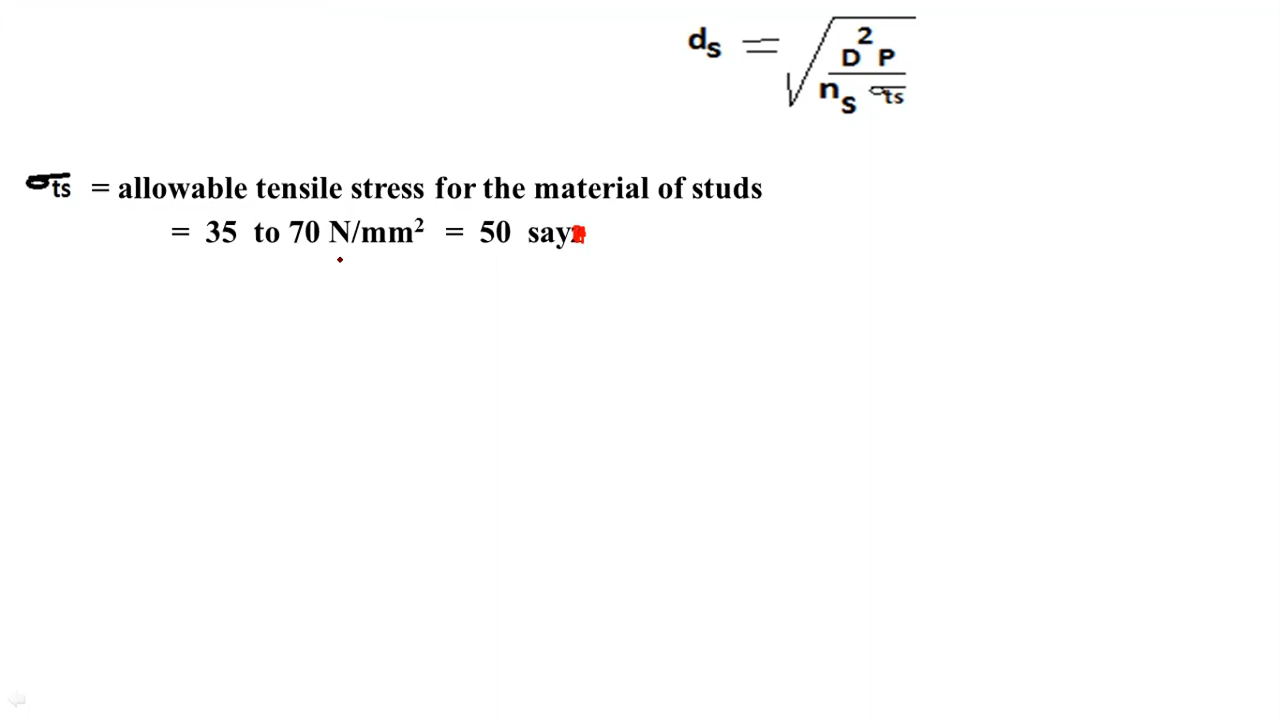 dₛ = √(D² P / nₛ σts)
σts = allowable tensile stress for the material of studs
= 35 to 70 N/mm² = 50 say